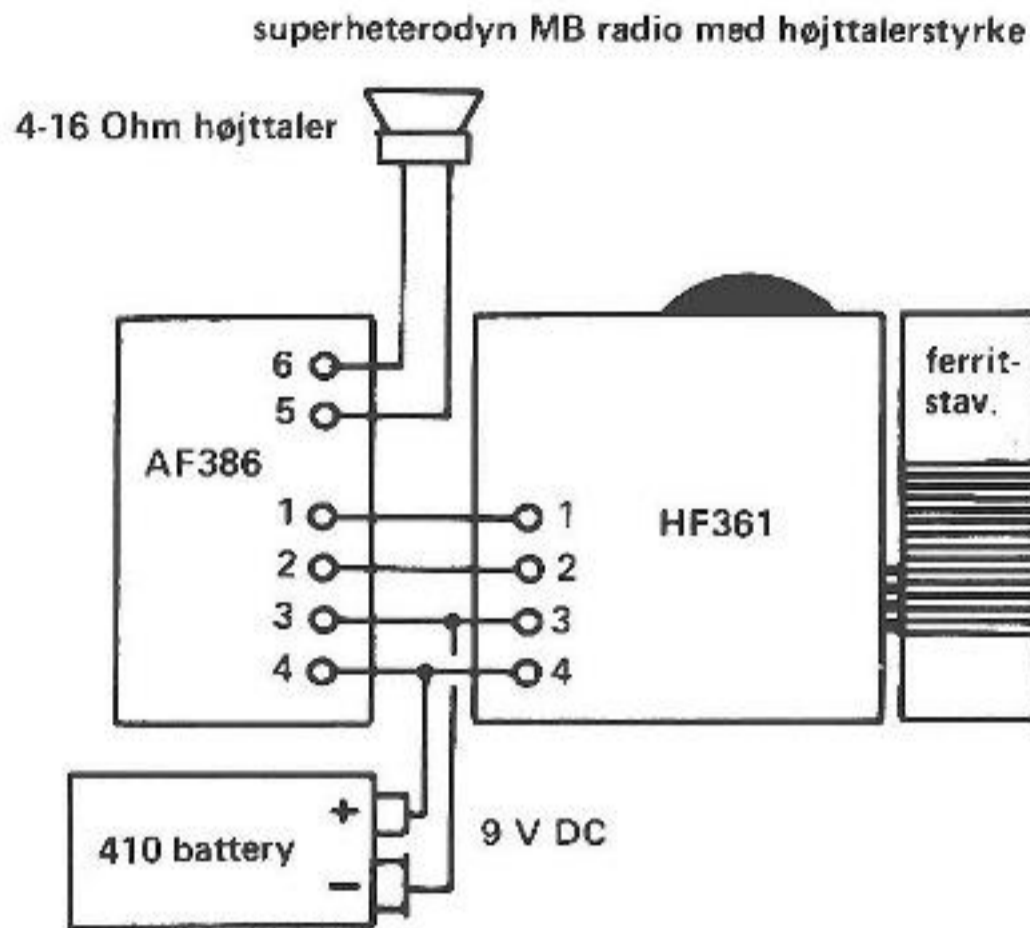 superheterodyn MB radio med højttalerstyrke
4-16 Ohm højttaler
6
5
AF386
1
2
3
4
1
2
3
4
HF361
ferrit-
stav.
+
410 battery
−
9 V DC